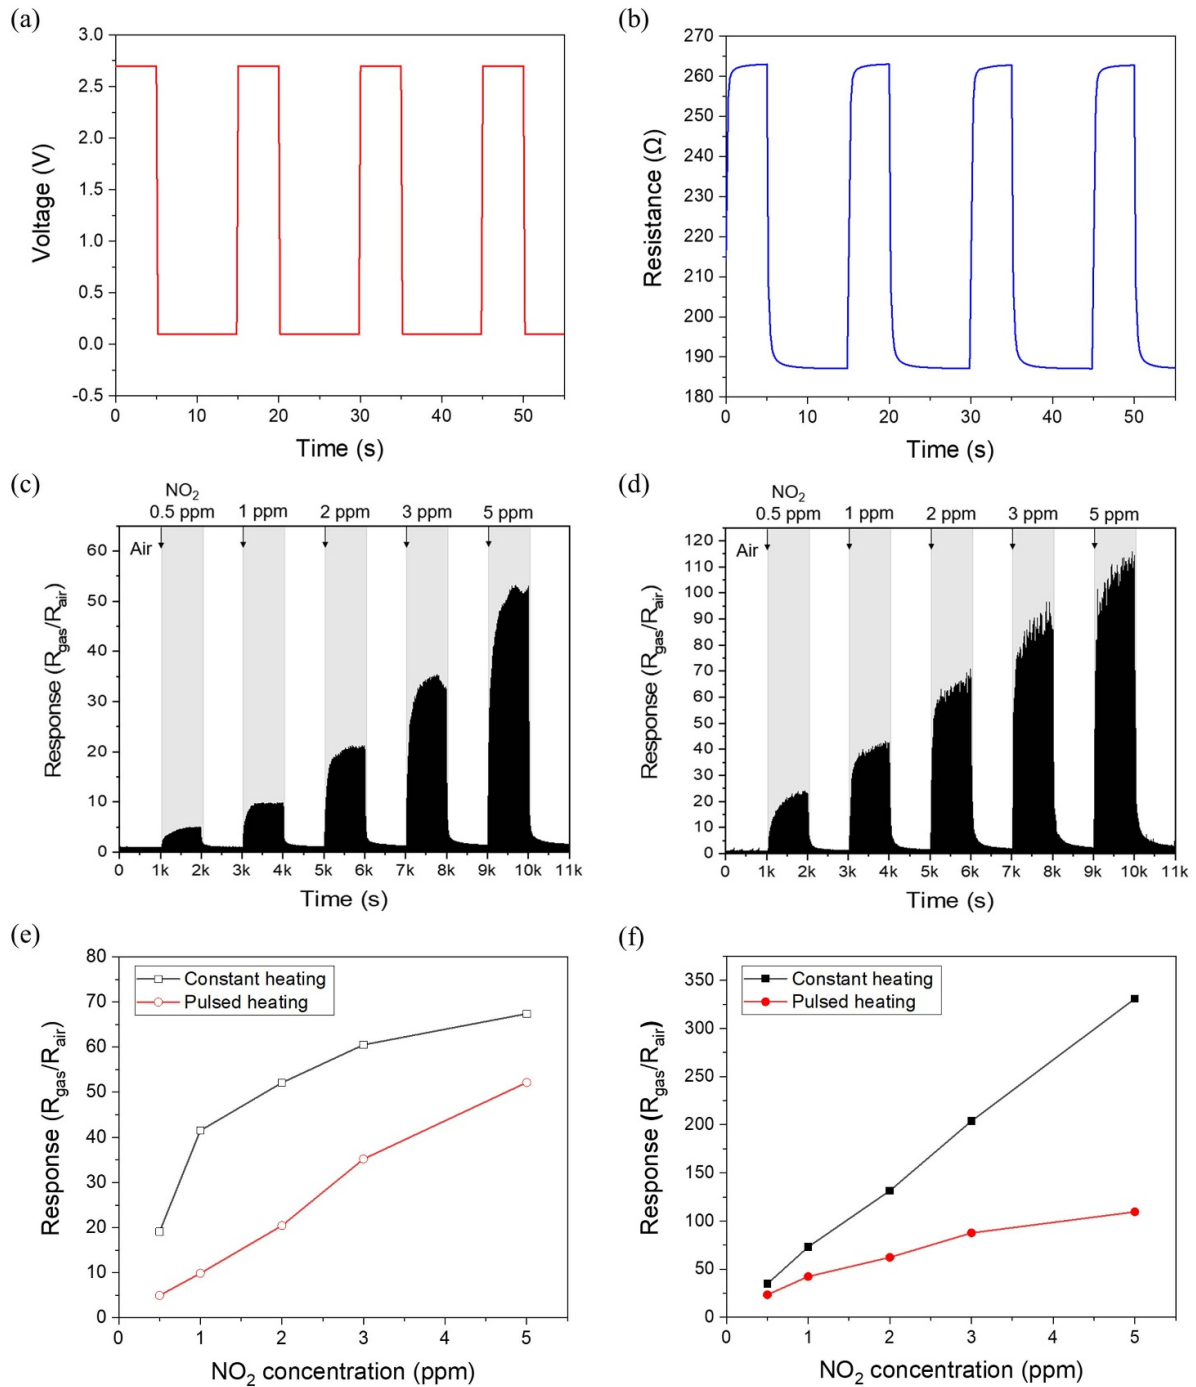 (a)
3.0
2.5
2.0
1.5
1.0
0.5
0.0
-0.5
Voltage (V)
0 10 20 30 40 50
Time (s)
(b)
270
260
250
240
230
220
210
200
190
180
Resistance (Ω)
0 10 20 30 40 50
Time (s)
(c)
NO2
0.5 ppm 1 ppm 2 ppm 3 ppm 5 ppm
Air
60
50
40
30
20
10
0
Response (Rgas/Rair)
0 1k 2k 3k 4k 5k 6k 7k 8k 9k 10k 11k
Time (s)
(d)
NO2
0.5 ppm 1 ppm 2 ppm 3 ppm 5 ppm
Air
120
110
100
90
80
70
60
50
40
30
20
10
0
Response (Rgas/Rair)
0 1k 2k 3k 4k 5k 6k 7k 8k 9k 10k 11k
Time (s)
(e)
80
70
60
50
40
30
20
10
0
Response (Rgas/Rair)
Constant heating
Pulsed heating
0 1 2 3 4 5
NO2 concentration (ppm)
(f)
350
300
250
200
150
100
50
0
Response (Rgas/Rair)
Constant heating
Pulsed heating
0 1 2 3 4 5
NO2 concentration (ppm)